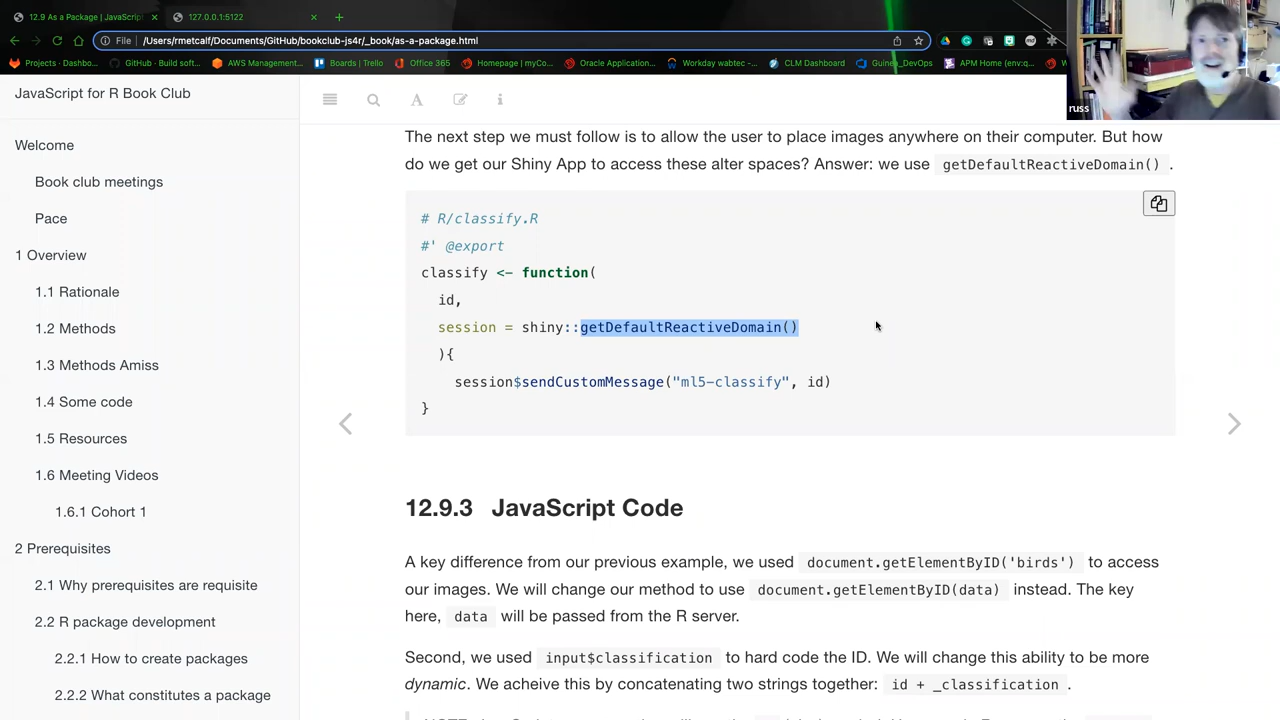 12.9 As a Package | JavaScript
127.0.0.1:5122
File /Users/rmetcalf/Documents/GitHub/bookclub-js4r/_book/as-a-package.html
Projects · Dashbo... GitHub · Build soft... AWS Management... Boards | Trello Office 365 Homepage | myCo... Oracle Application... Workday wabtec -... CLM Dashboard Guinea_DevOps APM Home (env:q...
russ
JavaScript for R Book Club
Welcome
Book club meetings
Pace
1 Overview
1.1 Rationale
1.2 Methods
1.3 Methods Amiss
1.4 Some code
1.5 Resources
1.6 Meeting Videos
1.6.1 Cohort 1
2 Prerequisites
2.1 Why prerequisites are requisite
2.2 R package development
2.2.1 How to create packages
2.2.2 What constitutes a package
The next step we must follow is to allow the user to place images anywhere on their computer. But how
do we get our Shiny App to access these alter spaces? Answer: we use getDefaultReactiveDomain() .
# R/classify.R
#' @export
classify <- function(
id,
session = shiny::getDefaultReactiveDomain()
){
session$sendCustomMessage("ml5-classify", id)
}
12.9.3 JavaScript Code
A key difference from our previous example, we used document.getElementByID('birds') to access
our images. We will change our method to use document.getElementByID(data) instead. The key
here, data will be passed from the R server.
Second, we used input$classification to hard code the ID. We will change this ability to be more
dynamic. We acheive this by concatenating two strings together: id + _classification .